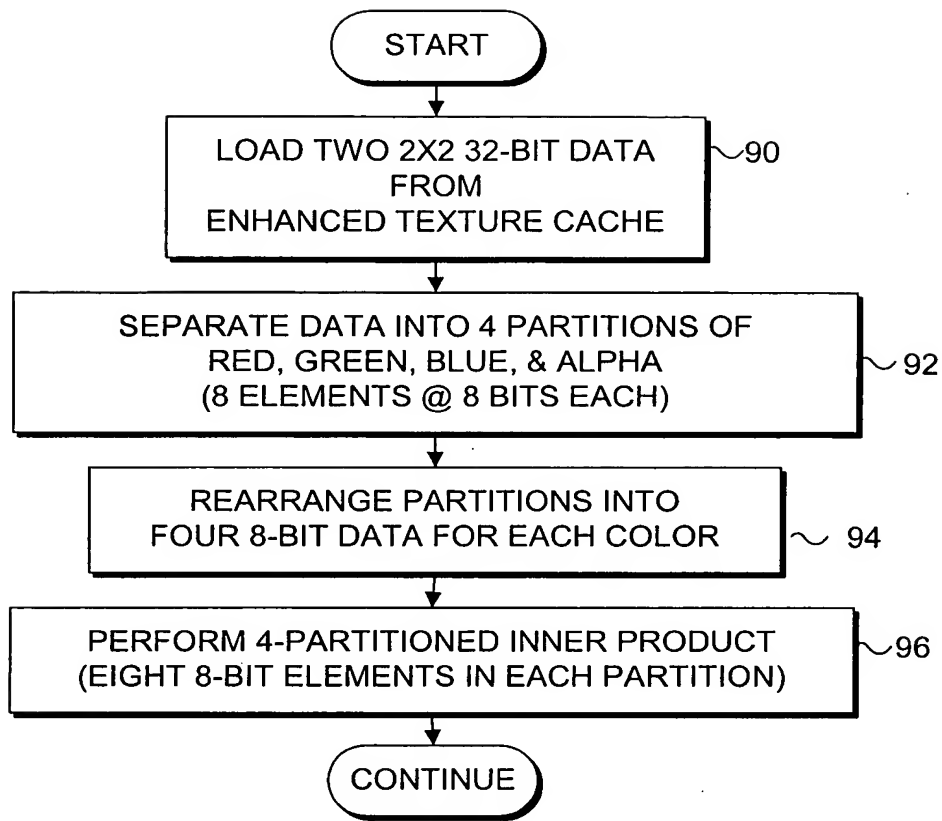 START
LOAD TWO 2X2 32-BIT DATA
FROM
ENHANCED TEXTURE CACHE
90
SEPARATE DATA INTO 4 PARTITIONS OF
RED, GREEN, BLUE, & ALPHA
(8 ELEMENTS @ 8 BITS EACH)
92
REARRANGE PARTITIONS INTO
FOUR 8-BIT DATA FOR EACH COLOR
94
PERFORM 4-PARTITIONED INNER PRODUCT
(EIGHT 8-BIT ELEMENTS IN EACH PARTITION)
96
CONTINUE